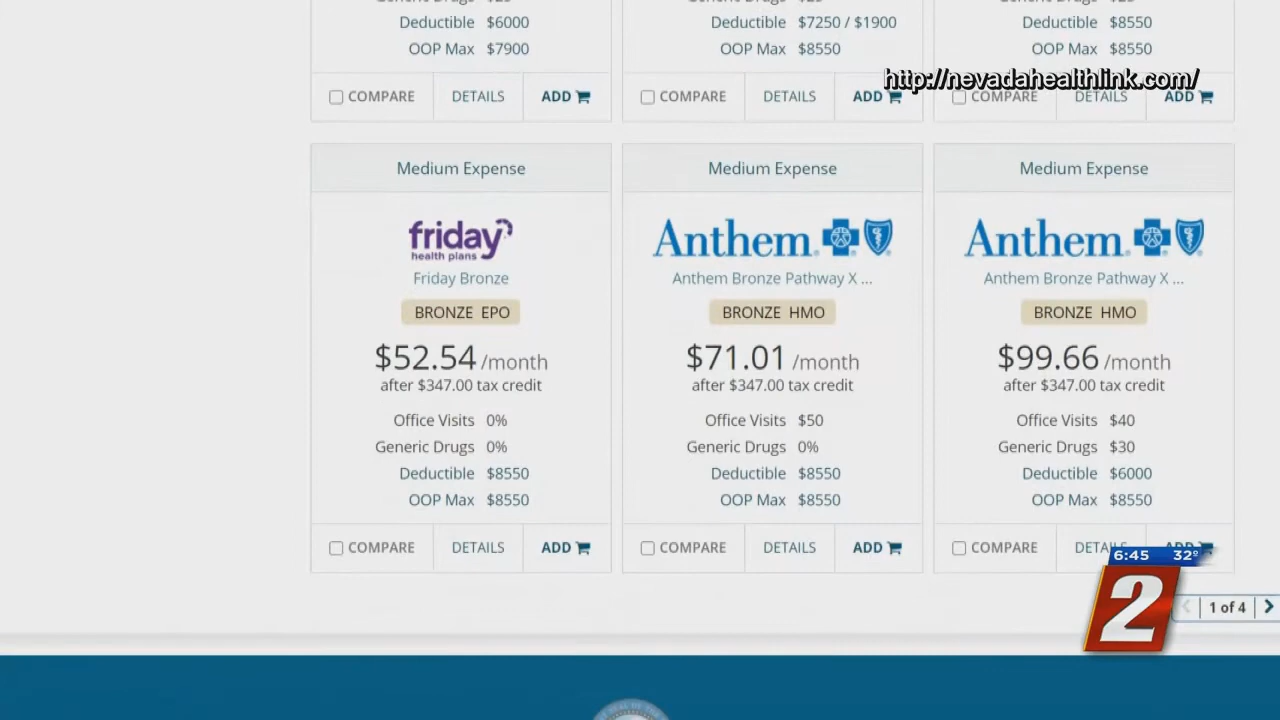 Deductible $6000
OOP Max $7900
COMPARE DETAILS ADD
Deductible $7250 / $1900
OOP Max $8550
COMPARE DETAILS ADD
Deductible $8550
OOP Max $8550
COMPARE DETAILS ADD
http://nevadahealthlink.com/
Medium Expense
friday
health plans
Friday Bronze
BRONZE EPO
$52.54 /month
after $347.00 tax credit
Office Visits 0%
Generic Drugs 0%
Deductible $8550
OOP Max $8550
COMPARE DETAILS ADD
Medium Expense
Anthem
Anthem Bronze Pathway X ...
BRONZE HMO
$71.01 /month
after $347.00 tax credit
Office Visits $50
Generic Drugs 0%
Deductible $8550
OOP Max $8550
COMPARE DETAILS ADD
Medium Expense
Anthem
Anthem Bronze Pathway X ...
BRONZE HMO
$99.66 /month
after $347.00 tax credit
Office Visits $40
Generic Drugs $30
Deductible $6000
OOP Max $8550
COMPARE DETAILS ADD
6:45 32°
2
1 of 4